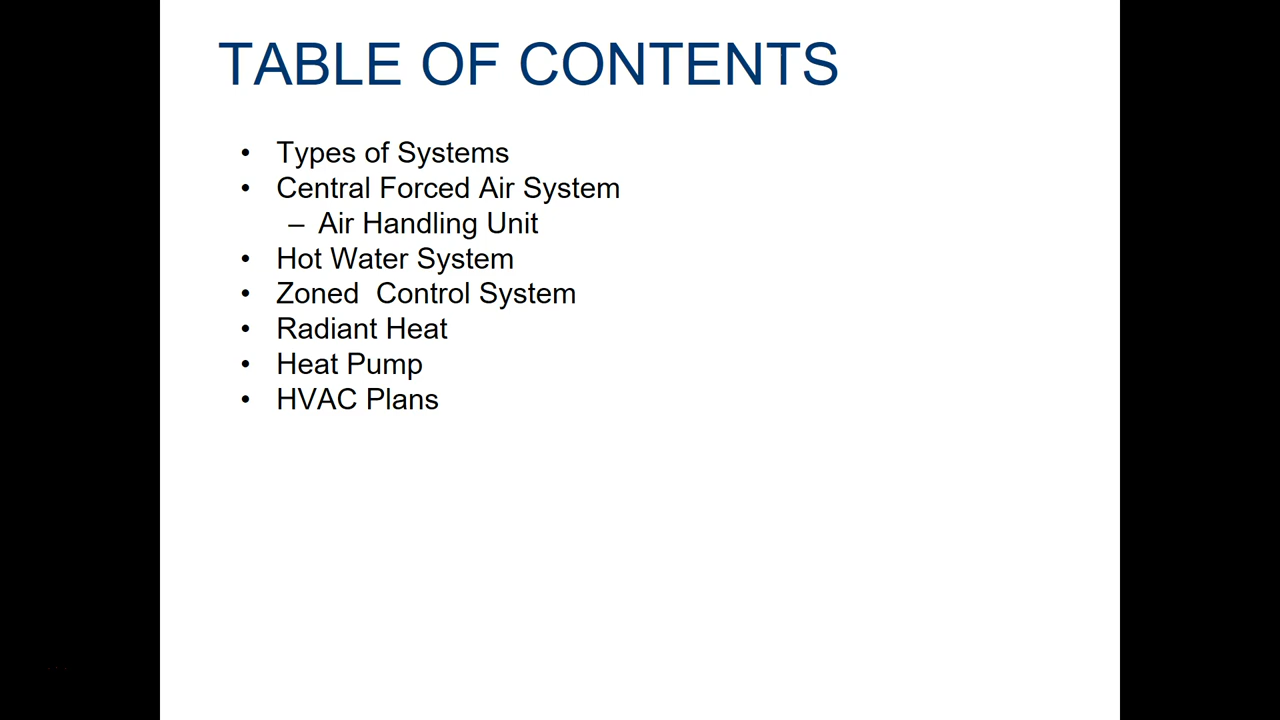 TABLE OF CONTENTS
• Types of Systems
• Central Forced Air System
– Air Handling Unit
• Hot Water System
• Zoned  Control System
• Radiant Heat
• Heat Pump
• HVAC Plans